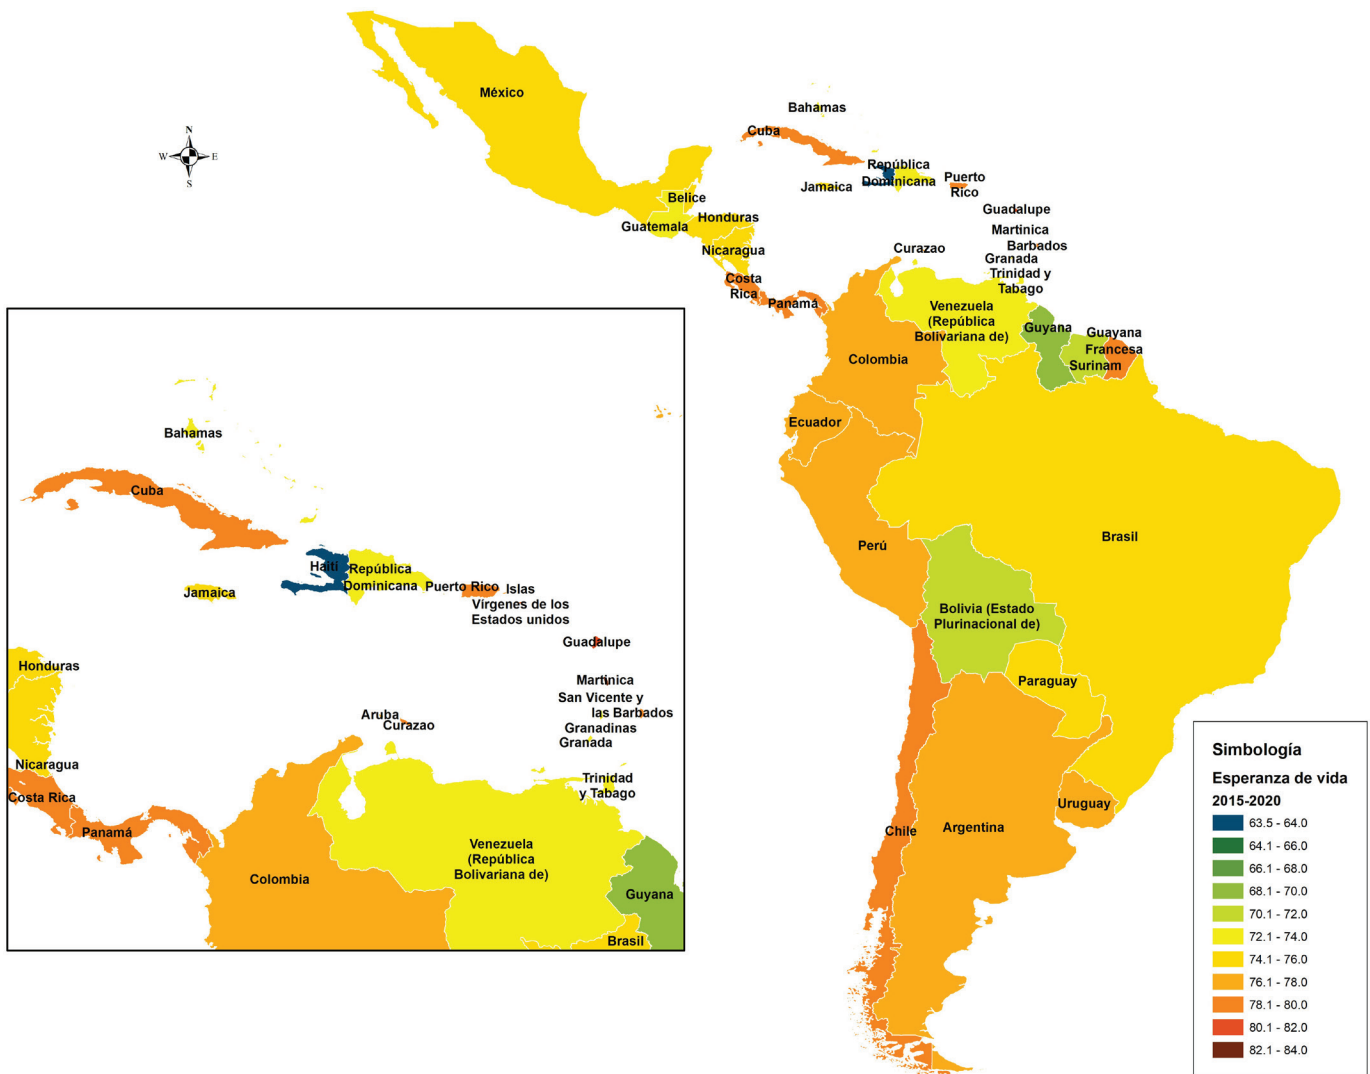 N
W
E
S
México
Bahamas
Cuba
República
Dominicana
Jamaica
Puerto
Rico
Belice
Guatemala
Honduras
Nicaragua
Costa
Rica
Panamá
Guadalupe
Martinica
Barbados
Granada
Trinidad y
Tabago
Curazao
Venezuela
(República
Bolivariana de)
Guyana
Guayana
Francesa
Surinam
Colombia
Ecuador
Perú
Brasil
Bolivia (Estado
Plurinacional de)
Paraguay
Chile
Argentina
Uruguay
Bahamas
Cuba
Haití
República
Dominicana
Jamaica
Puerto Rico
Islas
Vírgenes de los
Estados unidos
Guadalupe
Martinica
San Vicente y
las Barbados
Granadinas
Granada
Aruba
Curazao
Honduras
Nicaragua
Costa Rica
Panamá
Trinidad
y Tabago
Venezuela
(República
Bolivariana de)
Colombia
Guyana
Brasil
Simbología
Esperanza de vida
2015-2020
63.5 - 64.0
64.1 - 66.0
66.1 - 68.0
68.1 - 70.0
70.1 - 72.0
72.1 - 74.0
74.1 - 76.0
76.1 - 78.0
78.1 - 80.0
80.1 - 82.0
82.1 - 84.0